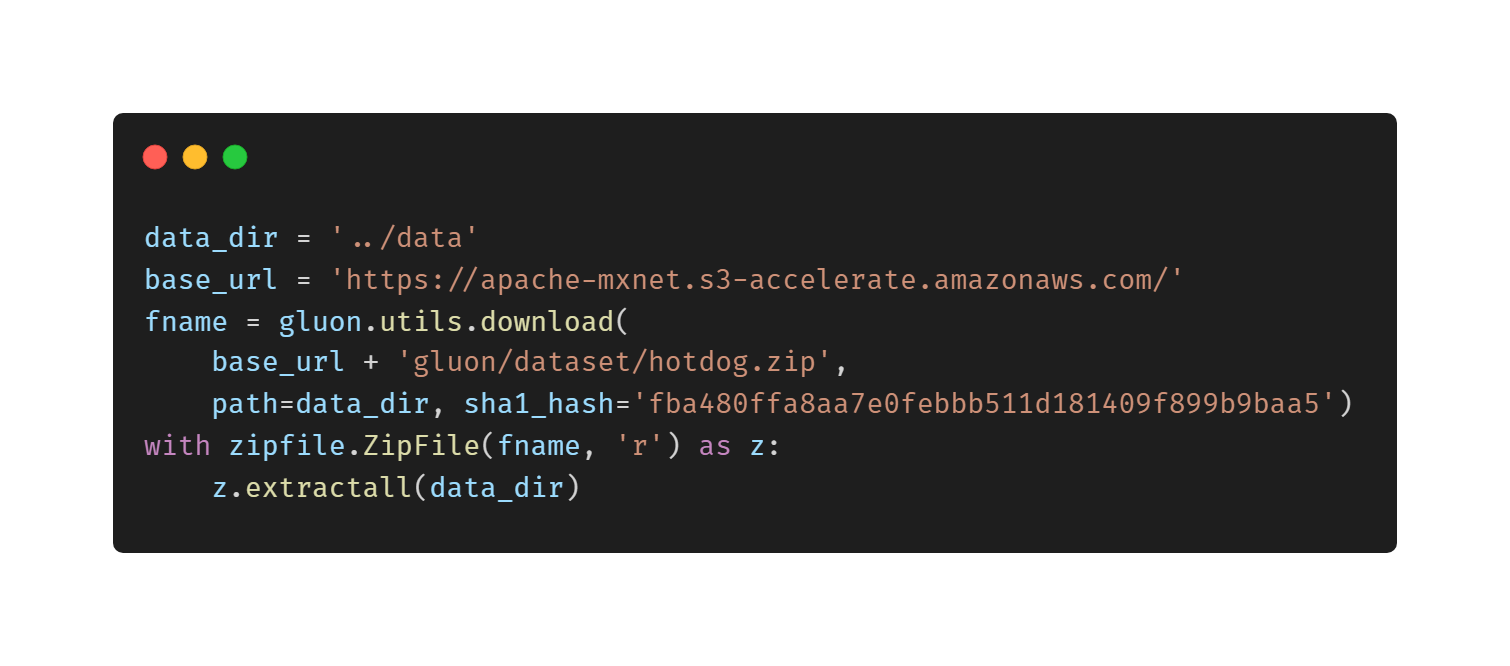 data_dir = '../data'
base_url = 'https://apache-mxnet.s3-accelerate.amazonaws.com/'
fname = gluon.utils.download(
    base_url + 'gluon/dataset/hotdog.zip',
    path=data_dir, sha1_hash='fba480ffa8aa7e0febbb511d181409f899b9baa5')
with zipfile.ZipFile(fname, 'r') as z:
    z.extractall(data_dir)